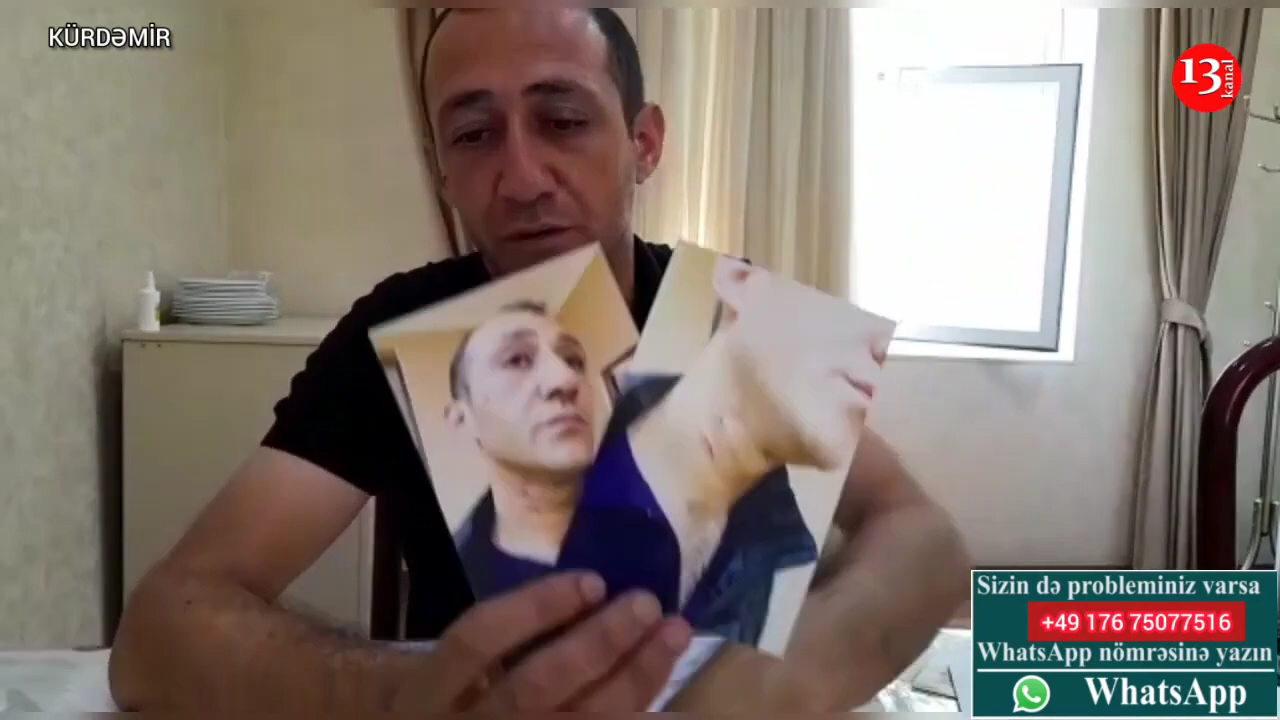 KÜRDƏMİR
13
kanal
Sizin də probleminiz varsa
+49 176 75077516
WhatsApp nömrəsinə yazın
WhatsApp